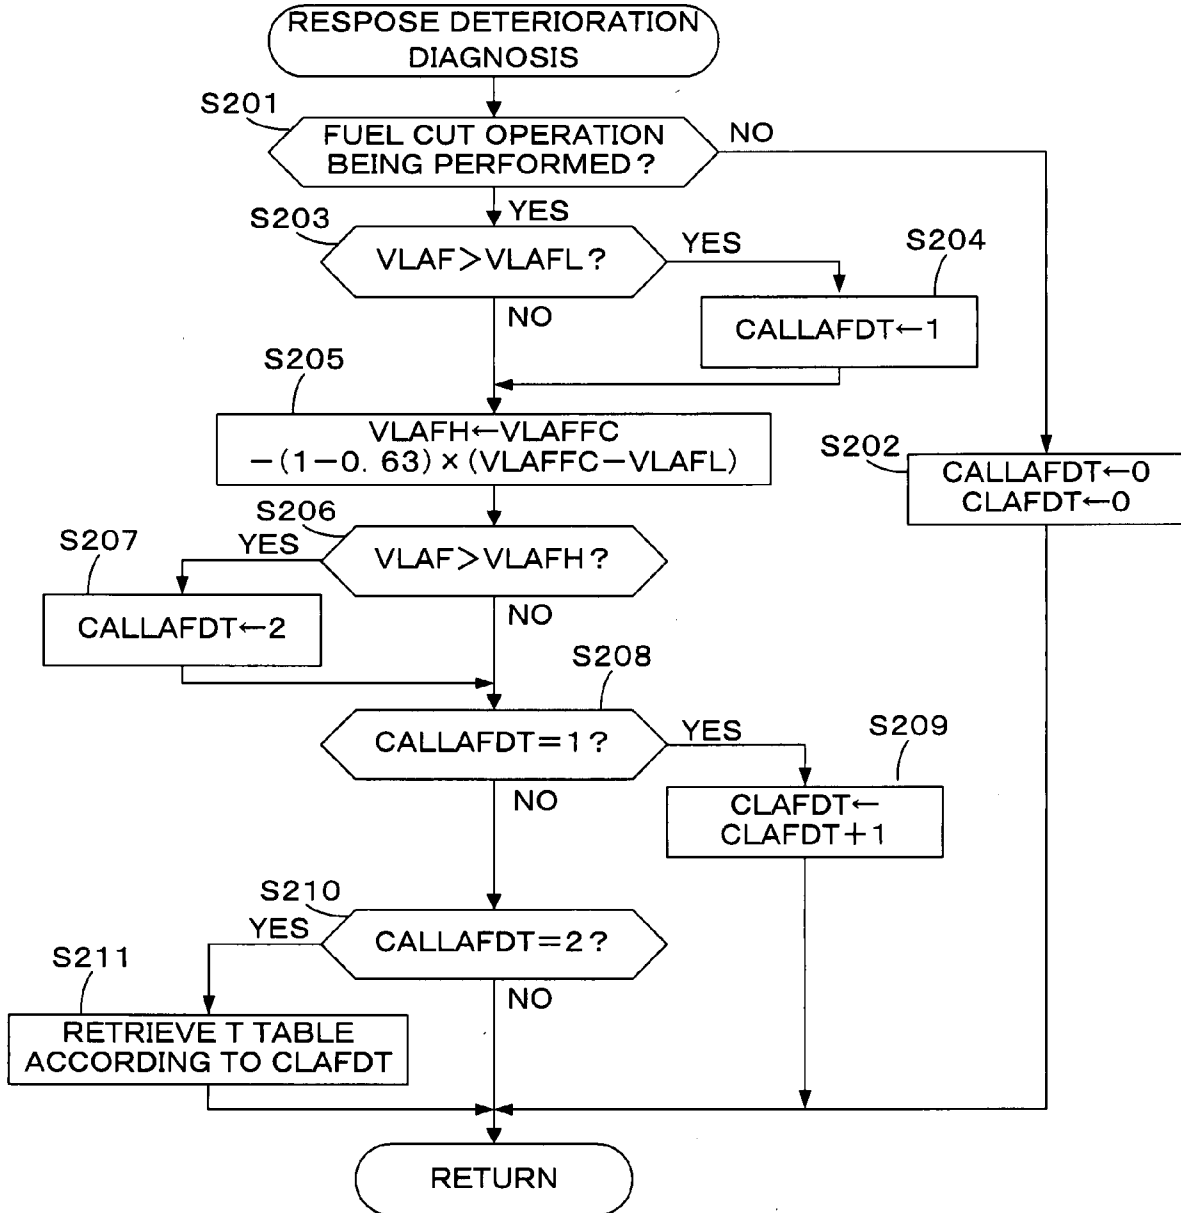 RESPOSE DETERIORATION
DIAGNOSIS
S201
FUEL CUT OPERATION
BEING PERFORMED?
NO
YES
S203
VLAF>VLAFL?
YES
S204
NO
CALLAFDT←1
S205
VLAFH←VLAFFC
-(1-0.63)×(VLAFFC-VLAFL)
S202
CALLAFDT←0
CLAFDT←0
S206
S207
YES
VLAF>VLAFH?
NO
CALLAFDT←2
S208
CALLAFDT=1?
YES
S209
NO
CLAFDT←
CLAFDT+1
S210
YES
CALLAFDT=2?
S211
NO
RETRIEVE T TABLE
ACCORDING TO CLAFDT
RETURN